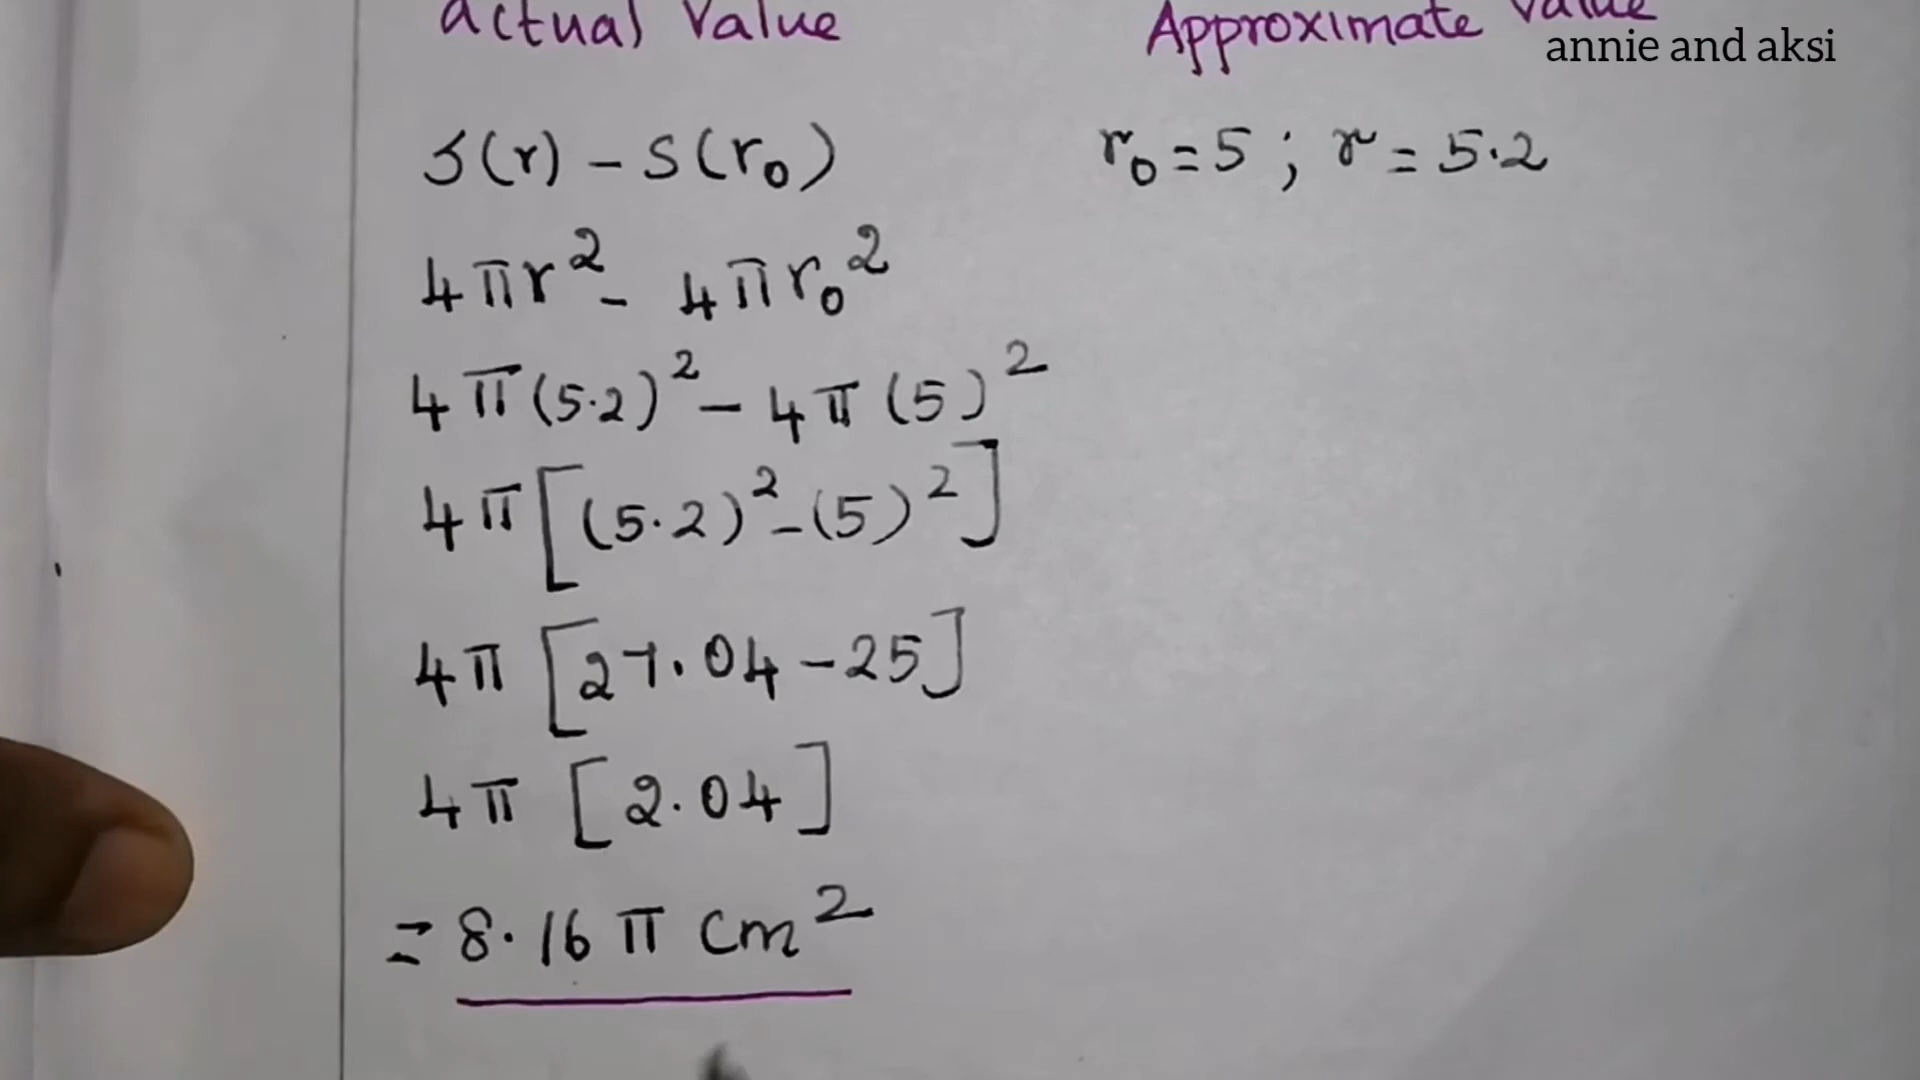 actual Value
Approximate Value
annie and aksi
S(r) - S(r₀)
r₀ = 5 ; r = 5.2
4πr² - 4πr₀²
4π(5.2)² - 4π(5)²
4π[(5.2)² - (5)²]
4π[27.04 - 25]
4π[2.04]
= 8.16 π cm²